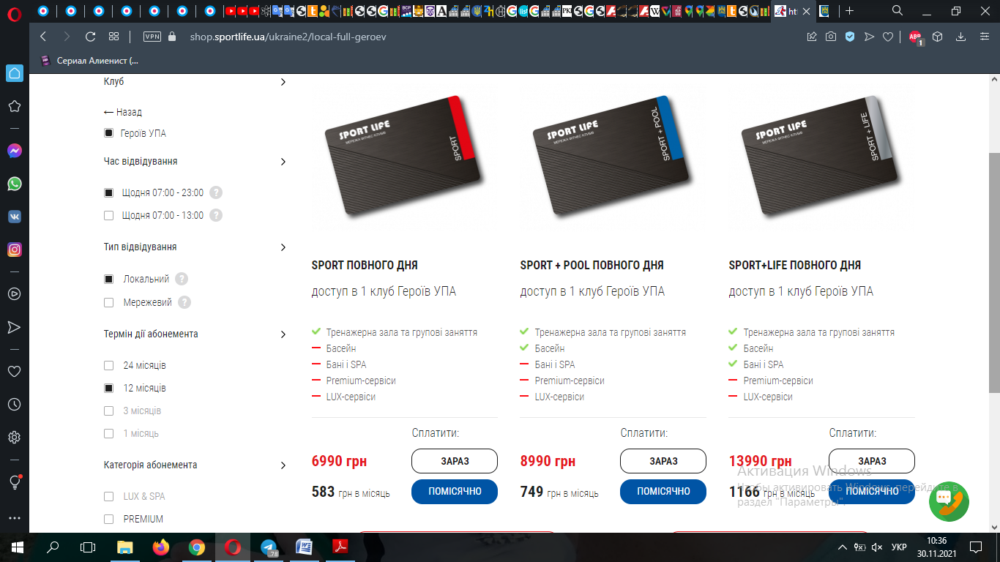 ht
VPN
shop.sportlife.ua/ukraine2/local-full-geroev
ABP
1
Сериал Алиенист (...
Клуб
← Назад
Героїв УПА
Час відвідування
Щодня 07:00 - 23:00 ?
Щодня 07:00 - 13:00 ?
Тип відвідування
Локальний ?
Мережевий ?
Термін дії абонемента
24 місяців
12 місяців
3 місяців
1 місяць
Категорія абонемента
LUX & SPA
PREMIUM
SPORT LIFE
МЕРЕЖА ФІТНЕС КЛУБІВ
SPORT
SPORT ПОВНОГО ДНЯ
доступ в 1 клуб Героїв УПА
Тренажерна зала та групові заняття
Басейн
Бані і SPA
Premium-сервіси
LUX-сервіси
Сплатити:
6990 грн
ЗАРАЗ
583 грн в місяць
ПОМІСЯЧНО
SPORT LIFE
МЕРЕЖА ФІТНЕС КЛУБІВ
SPORT + POOL
SPORT + POOL ПОВНОГО ДНЯ
доступ в 1 клуб Героїв УПА
Тренажерна зала та групові заняття
Басейн
Бані і SPA
Premium-сервіси
LUX-сервіси
Сплатити:
8990 грн
ЗАРАЗ
749 грн в місяць
ПОМІСЯЧНО
SPORT LIFE
МЕРЕЖА ФІТНЕС КЛУБІВ
SPORT + LIFE
SPORT+LIFE ПОВНОГО ДНЯ
доступ в 1 клуб Героїв УПА
Тренажерна зала та групові заняття
Басейн
Бані і SPA
Premium-сервіси
LUX-сервіси
Сплатити:
13990 грн
ЗАРАЗ
1166 грн в місяць
ПОМІСЯЧНО
Активация Windows
Чтобы активировать Windows, перейдите в
раздел "Параметры".
78
УКР
10:36
30.11.2021